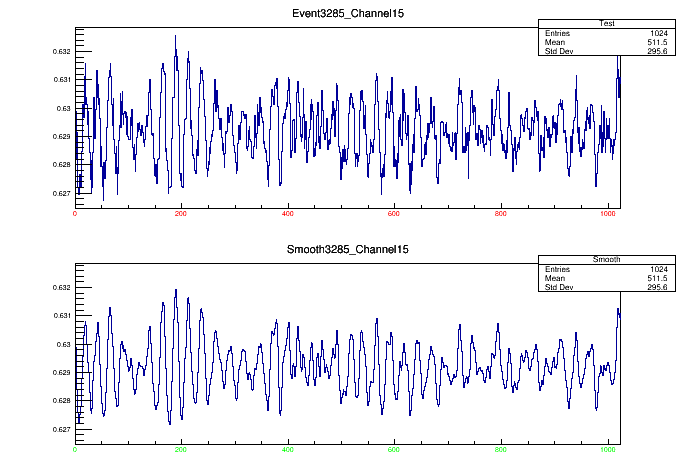 Event3285_Channel15
Test
Entries 1024
Mean 511.5
Std Dev 295.6
0.632
0.631
0.63
0.629
0.628
0.627
0 200 400 600 800 1000
Smooth3285_Channel15
Smooth
Entries 1024
Mean 511.5
Std Dev 295.6
0.632
0.631
0.63
0.629
0.628
0.627
0 200 400 600 800 1000